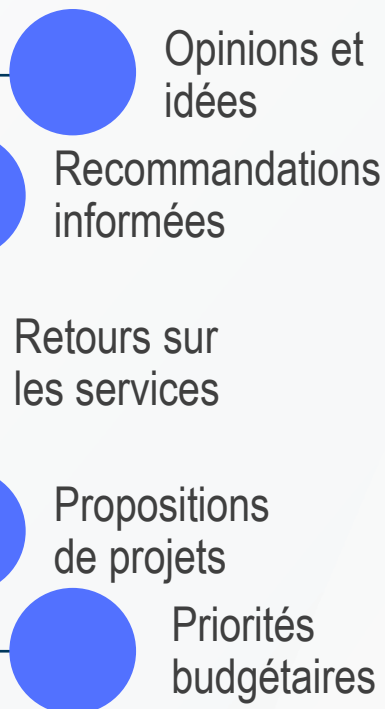 Opinions et
idées
Recommandations
informées
Retours sur
les services
Propositions
de projets
Priorités
budgétaires